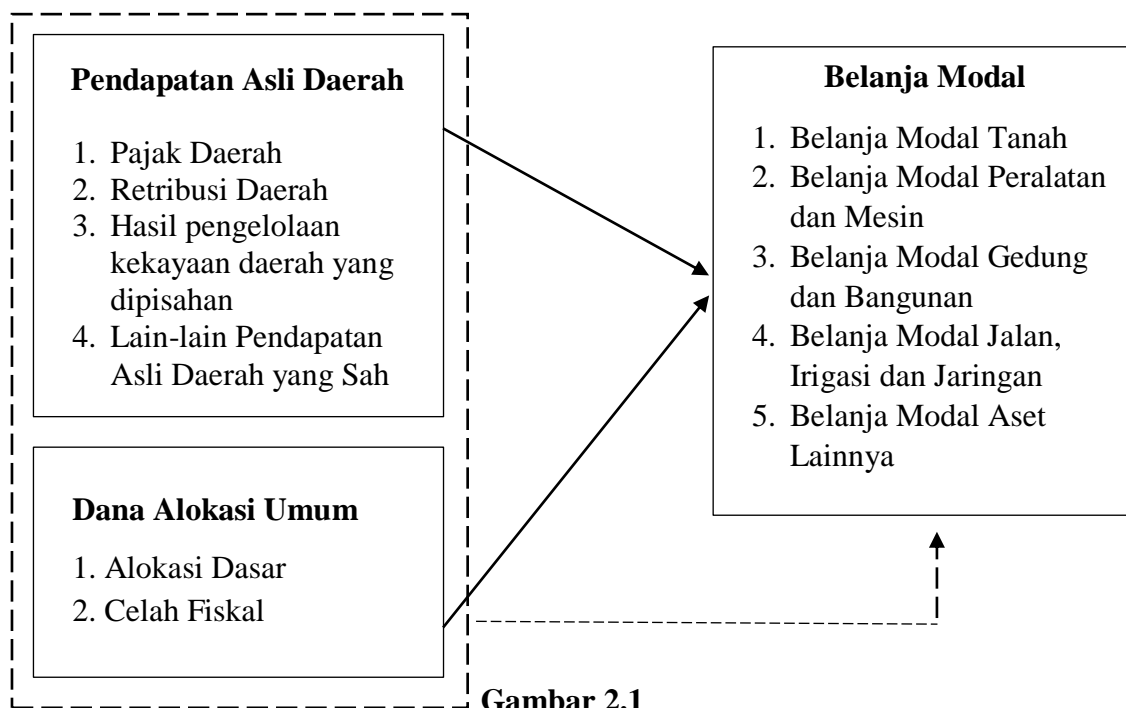 Pendapatan Asli Daerah
1. Pajak Daerah
2. Retribusi Daerah
3. Hasil pengelolaan
kekayaan daerah yang
dipisahan
4. Lain-lain Pendapatan
Asli Daerah yang Sah
Dana Alokasi Umum
1. Alokasi Dasar
2. Celah Fiskal
Belanja Modal
1. Belanja Modal Tanah
2. Belanja Modal Peralatan
dan Mesin
3. Belanja Modal Gedung
dan Bangunan
4. Belanja Modal Jalan,
Irigasi dan Jaringan
5. Belanja Modal Aset
Lainnya
Gambar 2.1